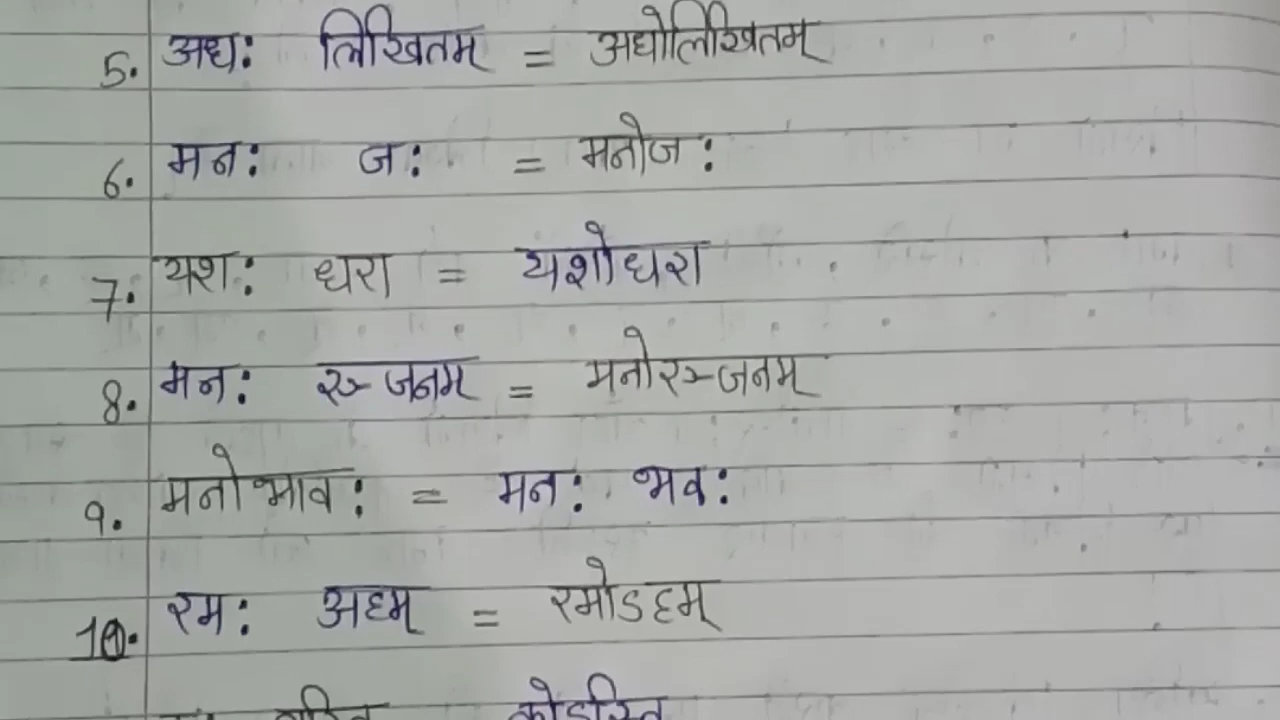 5. अधः लिखितम् = अधोलिखितम्
6. मनः जः = मनोजः
7. यशः धरा = यशोधरा
8. मनः रञ्जनम् = मनोरञ्जनम्
9. मनोभावः = मनः भवः
10. रमः अहम् = रमोऽहम्